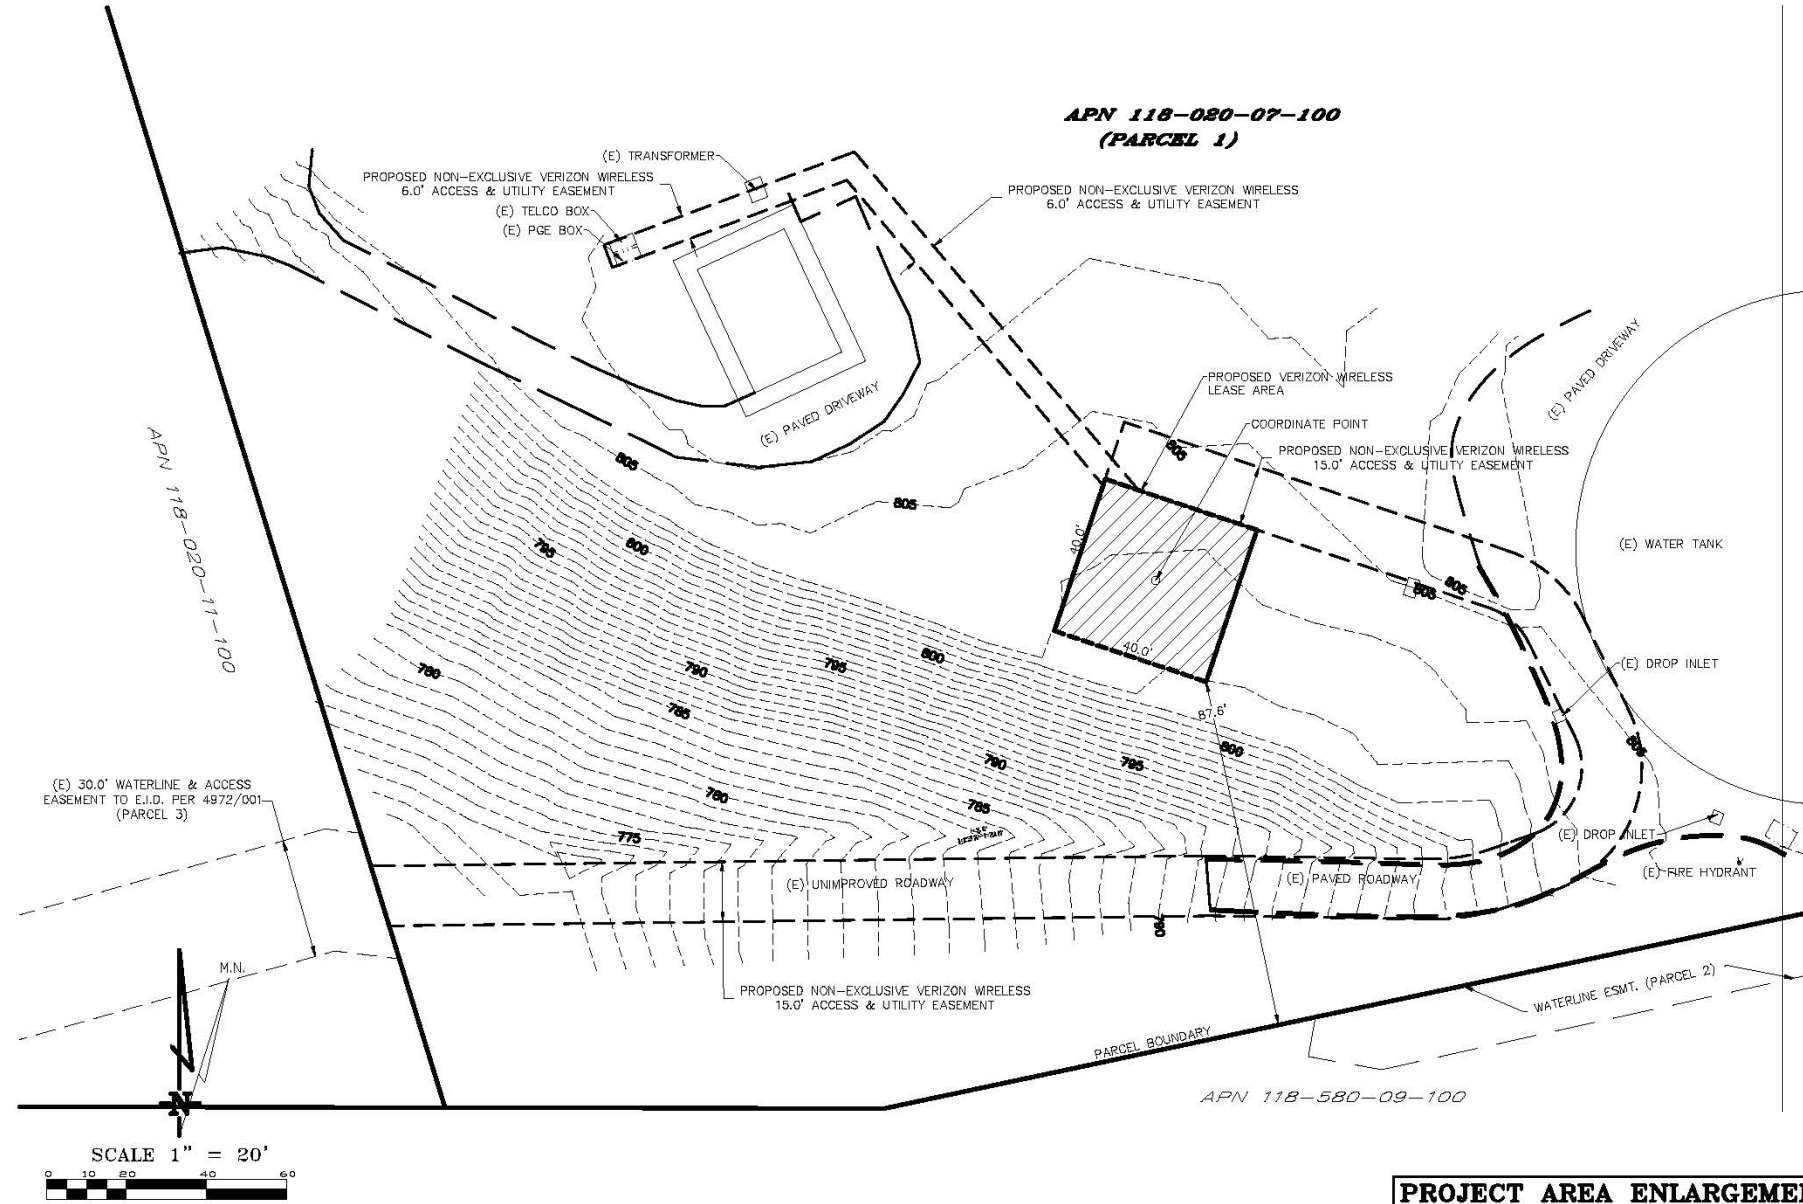 APN 118-020-07-100
(PARCEL 1)
(E) TRANSFORMER
PROPOSED NON-EXCLUSIVE VERIZON WIRELESS
6.0' ACCESS & UTILITY EASEMENT
(E) TELCO BOX
(E) PGE BOX
PROPOSED NON-EXCLUSIVE VERIZON WIRELESS
6.0' ACCESS & UTILITY EASEMENT
(E) PAVED DRIVEWAY
(E) PAVED DRIVEWAY
PROPOSED VERIZON WIRELESS
LEASE AREA
COORDINATE POINT
PROPOSED NON-EXCLUSIVE VERIZON WIRELESS
15.0' ACCESS & UTILITY EASEMENT
805
805
805
795
800
40.0'
(E) WATER TANK
805
805
APN 118-020-11-100
40.0'
780
790
795
800
(E) DROP INLET
785
87.6'
800
805
790
795
(E) 30.0' WATERLINE & ACCESS
EASEMENT TO E.I.D. PER 4972/001
(PARCEL 3)
780
785
775
(E) DROP INLET
(E) UNIMPROVED ROADWAY
(E) PAVED ROADWAY
(E) FIRE HYDRANT
790
M.N.
PROPOSED NON-EXCLUSIVE VERIZON WIRELESS
15.0' ACCESS & UTILITY EASEMENT
WATERLINE ESMT. (PARCEL 2)
PARCEL BOUNDARY
APN 118-580-09-100
N
SCALE 1" = 20'
0 10 20 40 60
PROJECT AREA ENLARGEME